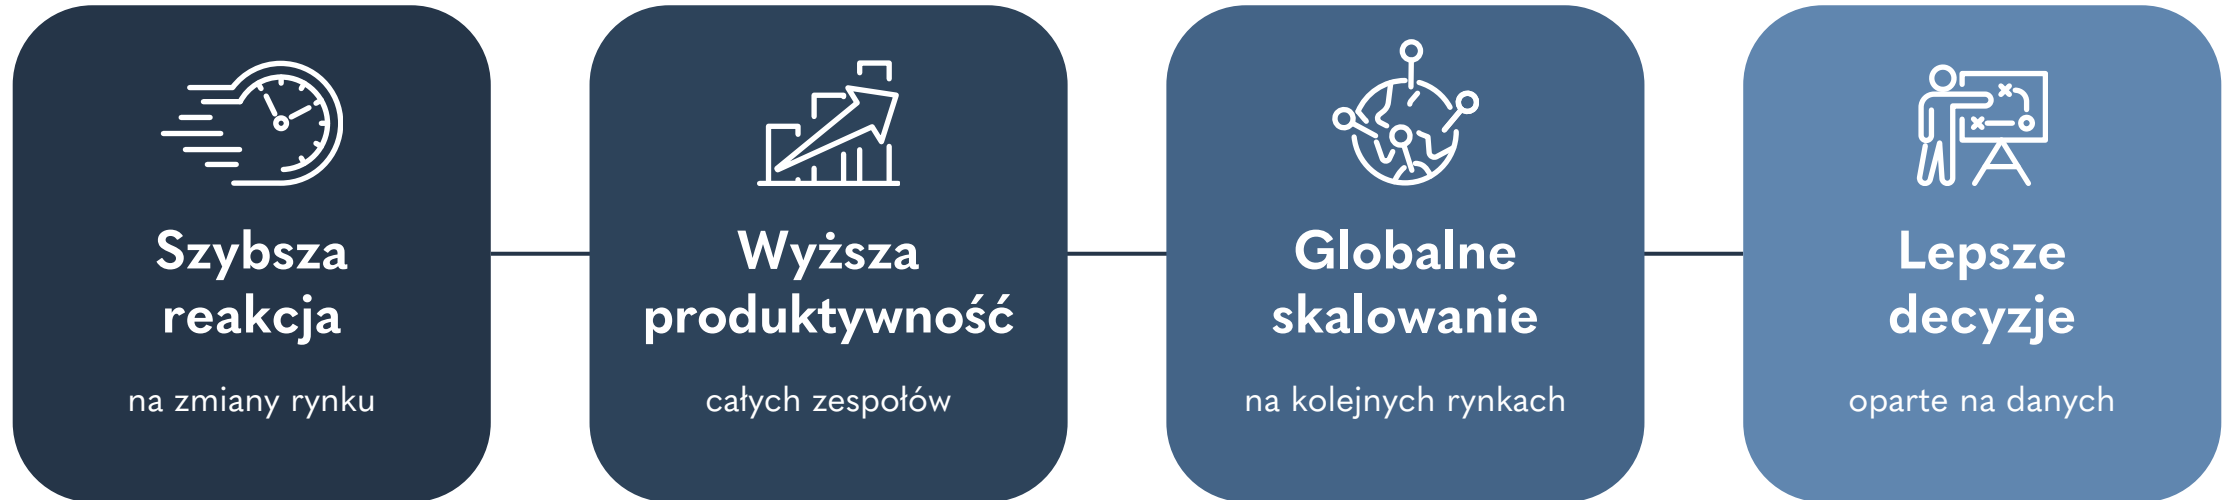 Szybsza
reakcja
na zmiany rynku
Wyższa
produktywność
całych zespołów
Globalne
skalowanie
na kolejnych rynkach
Lepsze
decyzje
oparte na danych